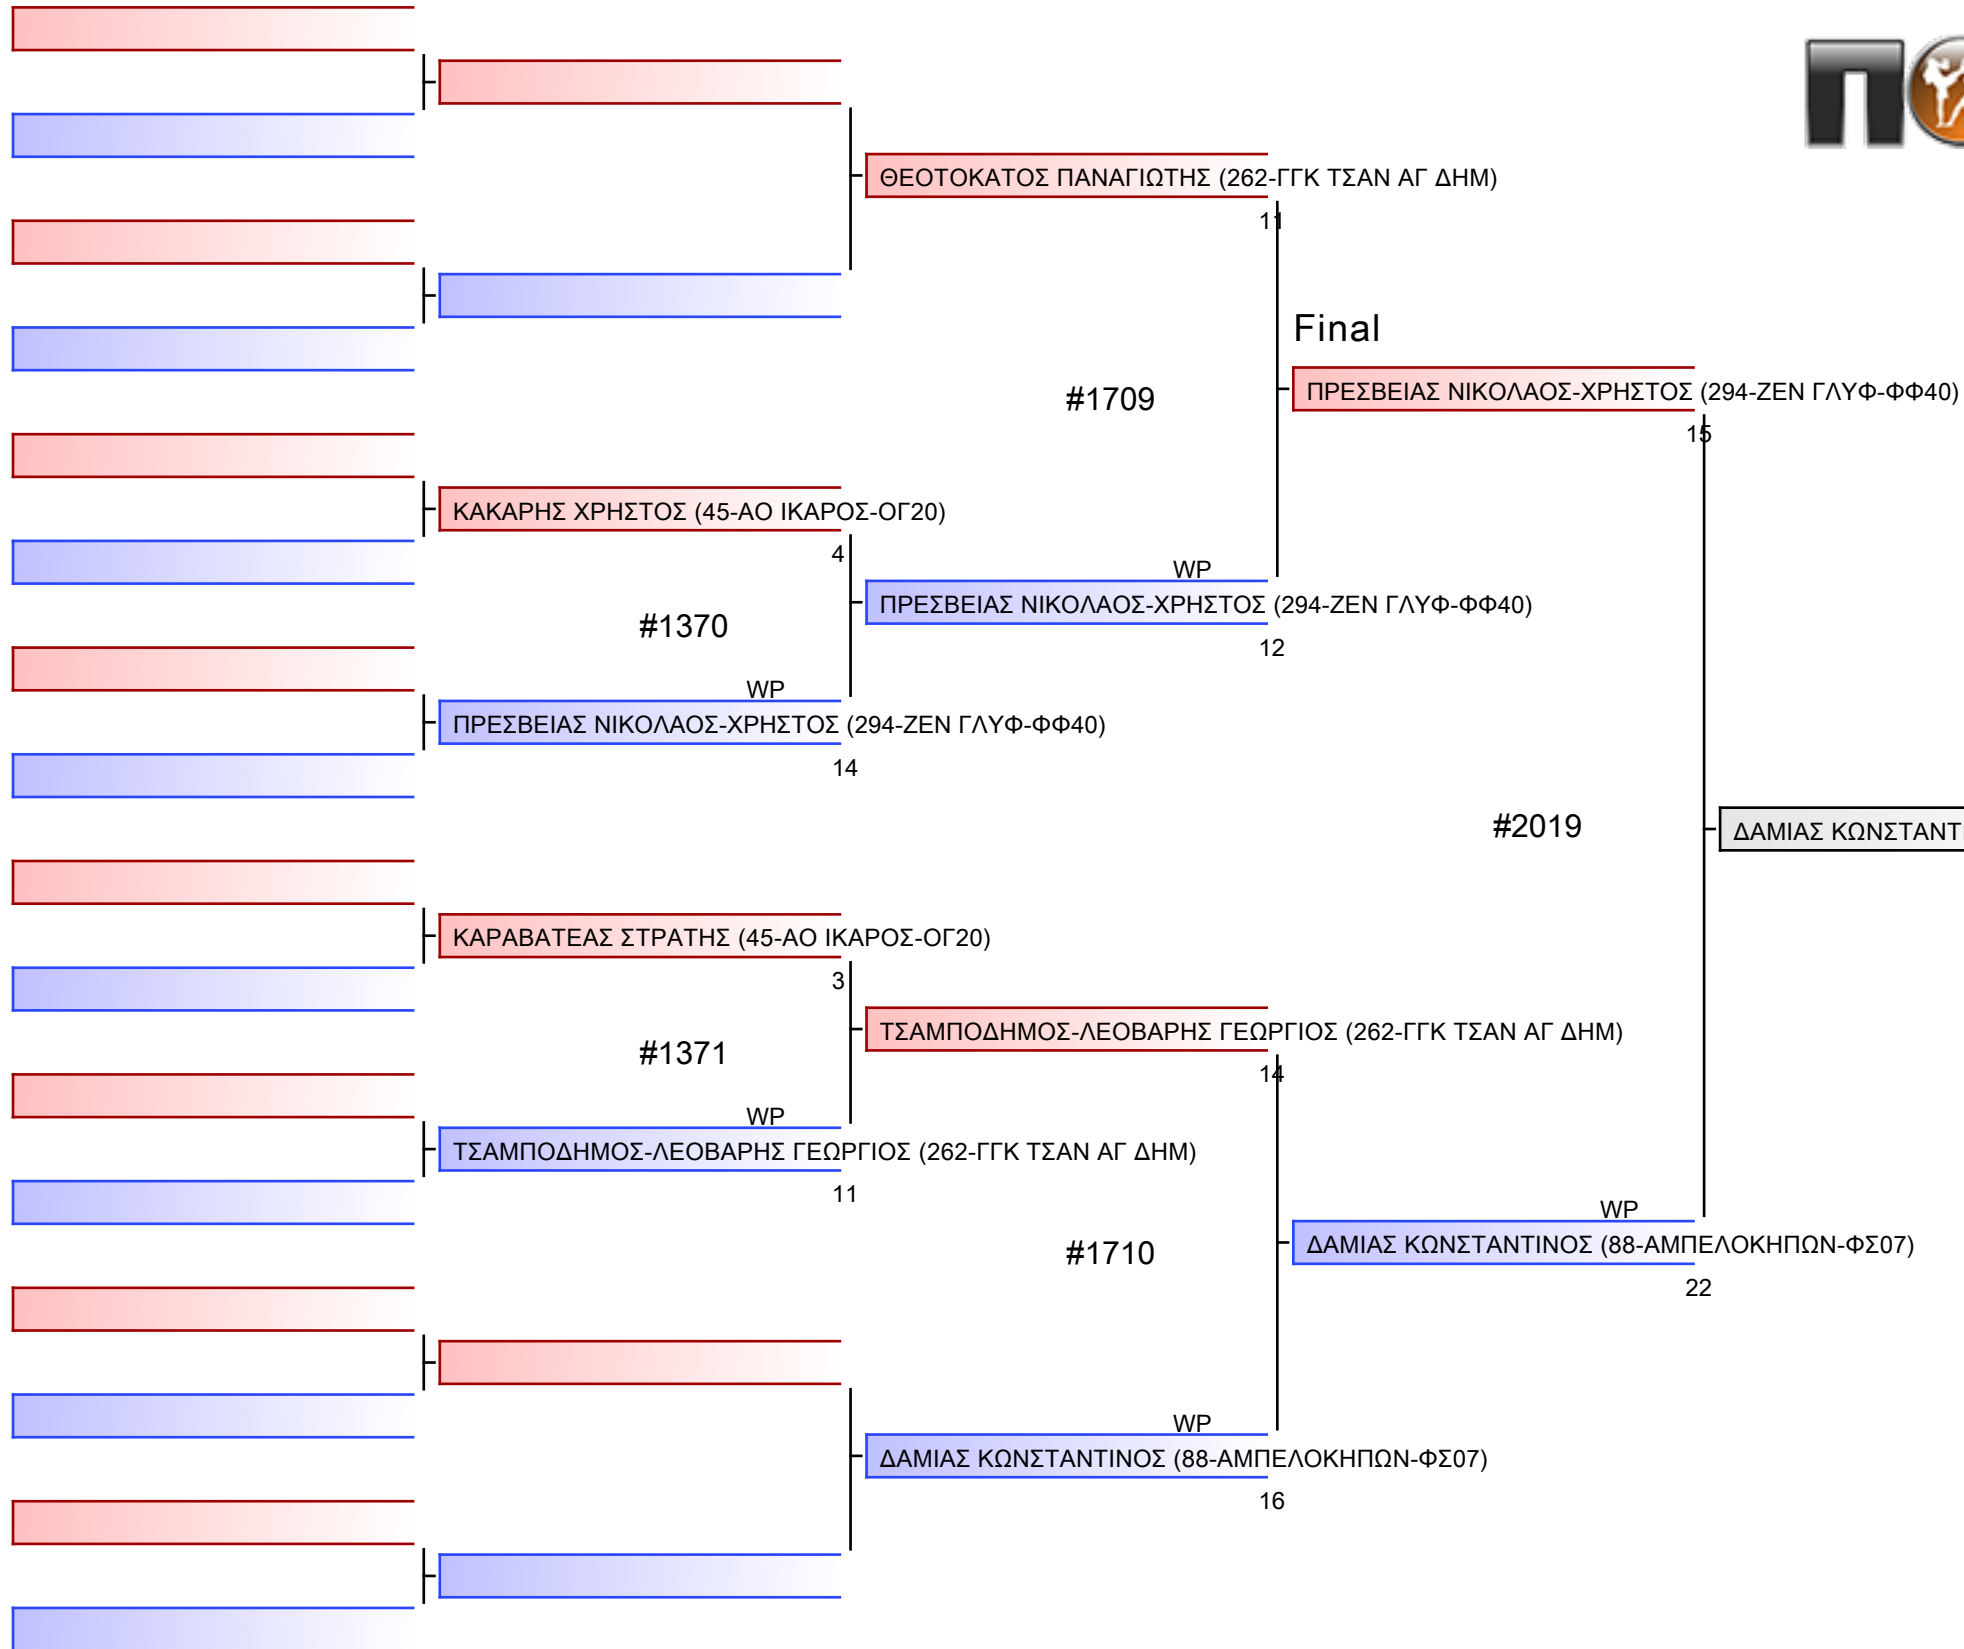 ΠΟ
ΘΕΟΤΟΚΑΤΟΣ ΠΑΝΑΓΙΩΤΗΣ (262-ΓΓΚ ΤΣΑΝ ΑΓ ΔΗΜ)
11
Final
ΠΡΕΣΒΕΙΑΣ ΝΙΚΟΛΑΟΣ-ΧΡΗΣΤΟΣ (294-ΖΕΝ ΓΛΥΦ-ΦΦ40)
15
#1709
ΚΑΚΑΡΗΣ ΧΡΗΣΤΟΣ (45-ΑΟ ΙΚΑΡΟΣ-ΟΓ20)
4
WP
ΠΡΕΣΒΕΙΑΣ ΝΙΚΟΛΑΟΣ-ΧΡΗΣΤΟΣ (294-ΖΕΝ ΓΛΥΦ-ΦΦ40)
12
#1370
WP
ΠΡΕΣΒΕΙΑΣ ΝΙΚΟΛΑΟΣ-ΧΡΗΣΤΟΣ (294-ΖΕΝ ΓΛΥΦ-ΦΦ40)
14
#2019
ΔΑΜΙΑΣ ΚΩΝΣΤΑΝΤΙ
ΚΑΡΑΒΑΤΕΑΣ ΣΤΡΑΤΗΣ (45-ΑΟ ΙΚΑΡΟΣ-ΟΓ20)
3
ΤΣΑΜΠΟΔΗΜΟΣ-ΛΕΟΒΑΡΗΣ ΓΕΩΡΓΙΟΣ (262-ΓΓΚ ΤΣΑΝ ΑΓ ΔΗΜ)
14
#1371
WP
ΤΣΑΜΠΟΔΗΜΟΣ-ΛΕΟΒΑΡΗΣ ΓΕΩΡΓΙΟΣ (262-ΓΓΚ ΤΣΑΝ ΑΓ ΔΗΜ)
11
WP
ΔΑΜΙΑΣ ΚΩΝΣΤΑΝΤΙΝΟΣ (88-ΑΜΠΕΛΟΚΗΠΩΝ-ΦΣ07)
22
#1710
WP
ΔΑΜΙΑΣ ΚΩΝΣΤΑΝΤΙΝΟΣ (88-ΑΜΠΕΛΟΚΗΠΩΝ-ΦΣ07)
16